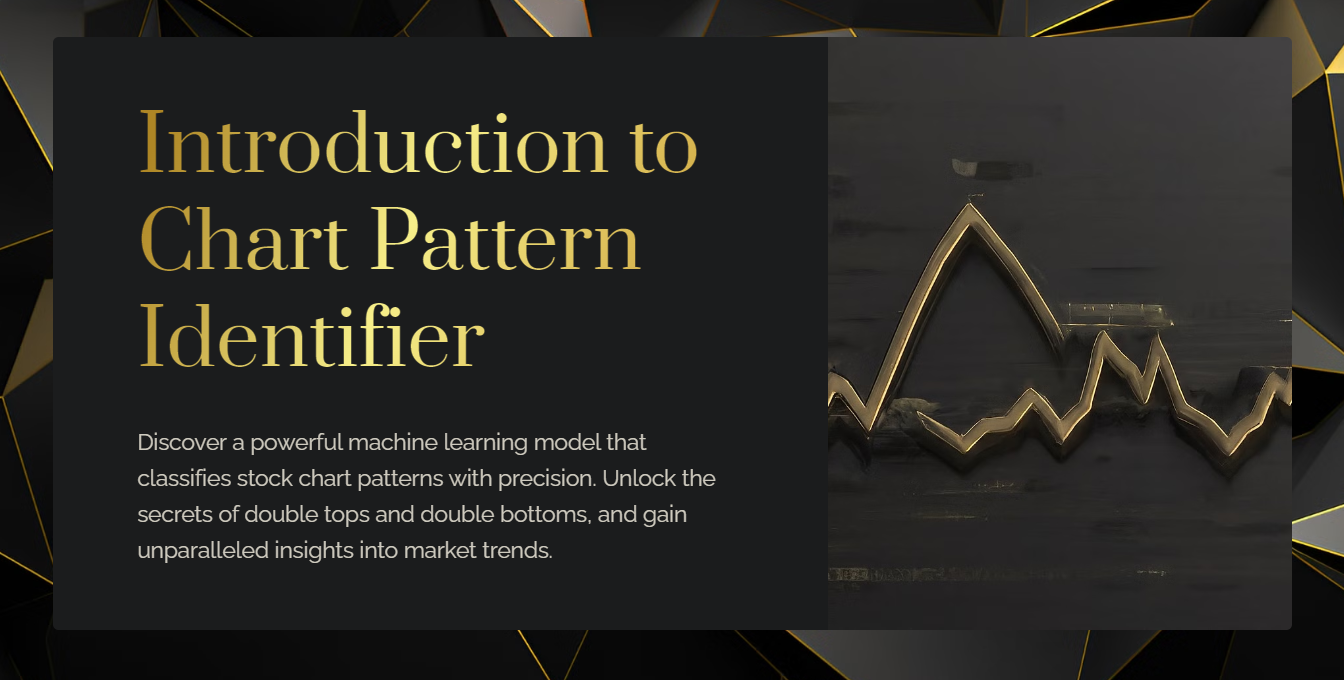 Introduction to
Chart Pattern
Identifier
Discover a powerful machine learning model that
classifies stock chart patterns with precision. Unlock the
secrets of double tops and double bottoms, and gain
unparalleled insights into market trends.